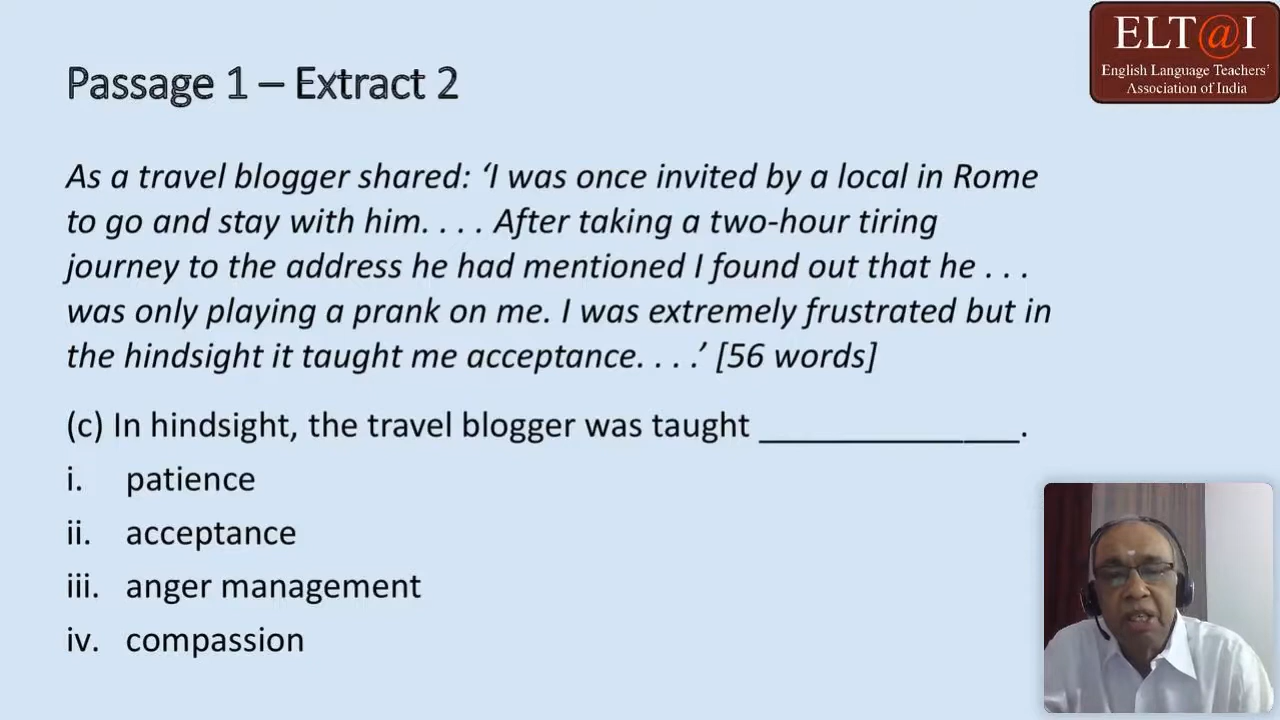 ELT@I
English Language Teachers'
Association of India
Passage 1 – Extract 2
As a travel blogger shared: ‘I was once invited by a local in Rome
to go and stay with him. . . . After taking a two-hour tiring
journey to the address he had mentioned I found out that he . . .
was only playing a prank on me. I was extremely frustrated but in
the hindsight it taught me acceptance. . . .’ [56 words]
(c) In hindsight, the travel blogger was taught ______________.
i. patience
ii. acceptance
iii. anger management
iv. compassion